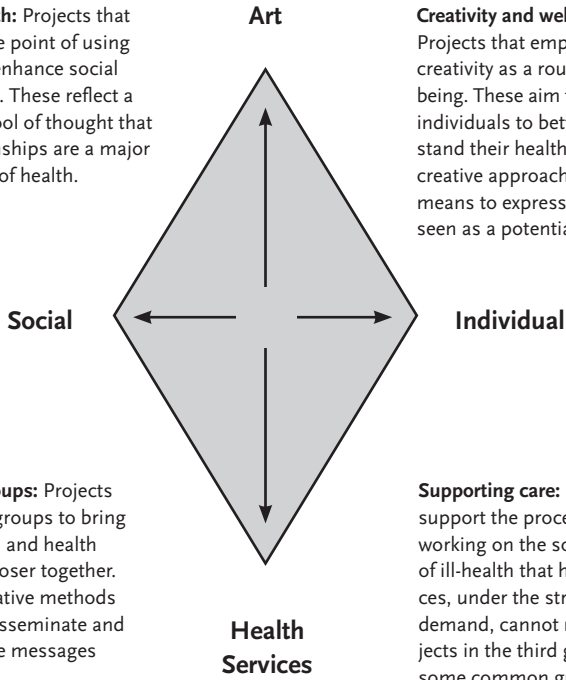 Art
th: Projects that
e point of using
enhance social
. These reflect a
ool of thought that
nships are a major
of health.
Creativity and wel
Projects that emp
creativity as a rou
being. These aim
individuals to bet
stand their health
creative approach
means to express
seen as a potentia
Social
Individual
ups: Projects
groups to bring
and health
oser together.
ative methods
sseminate and
e messages
Supporting care:
support the proce
working on the so
of ill-health that h
ces, under the str
demand, cannot
jects in the third g
some common g
Health
Services